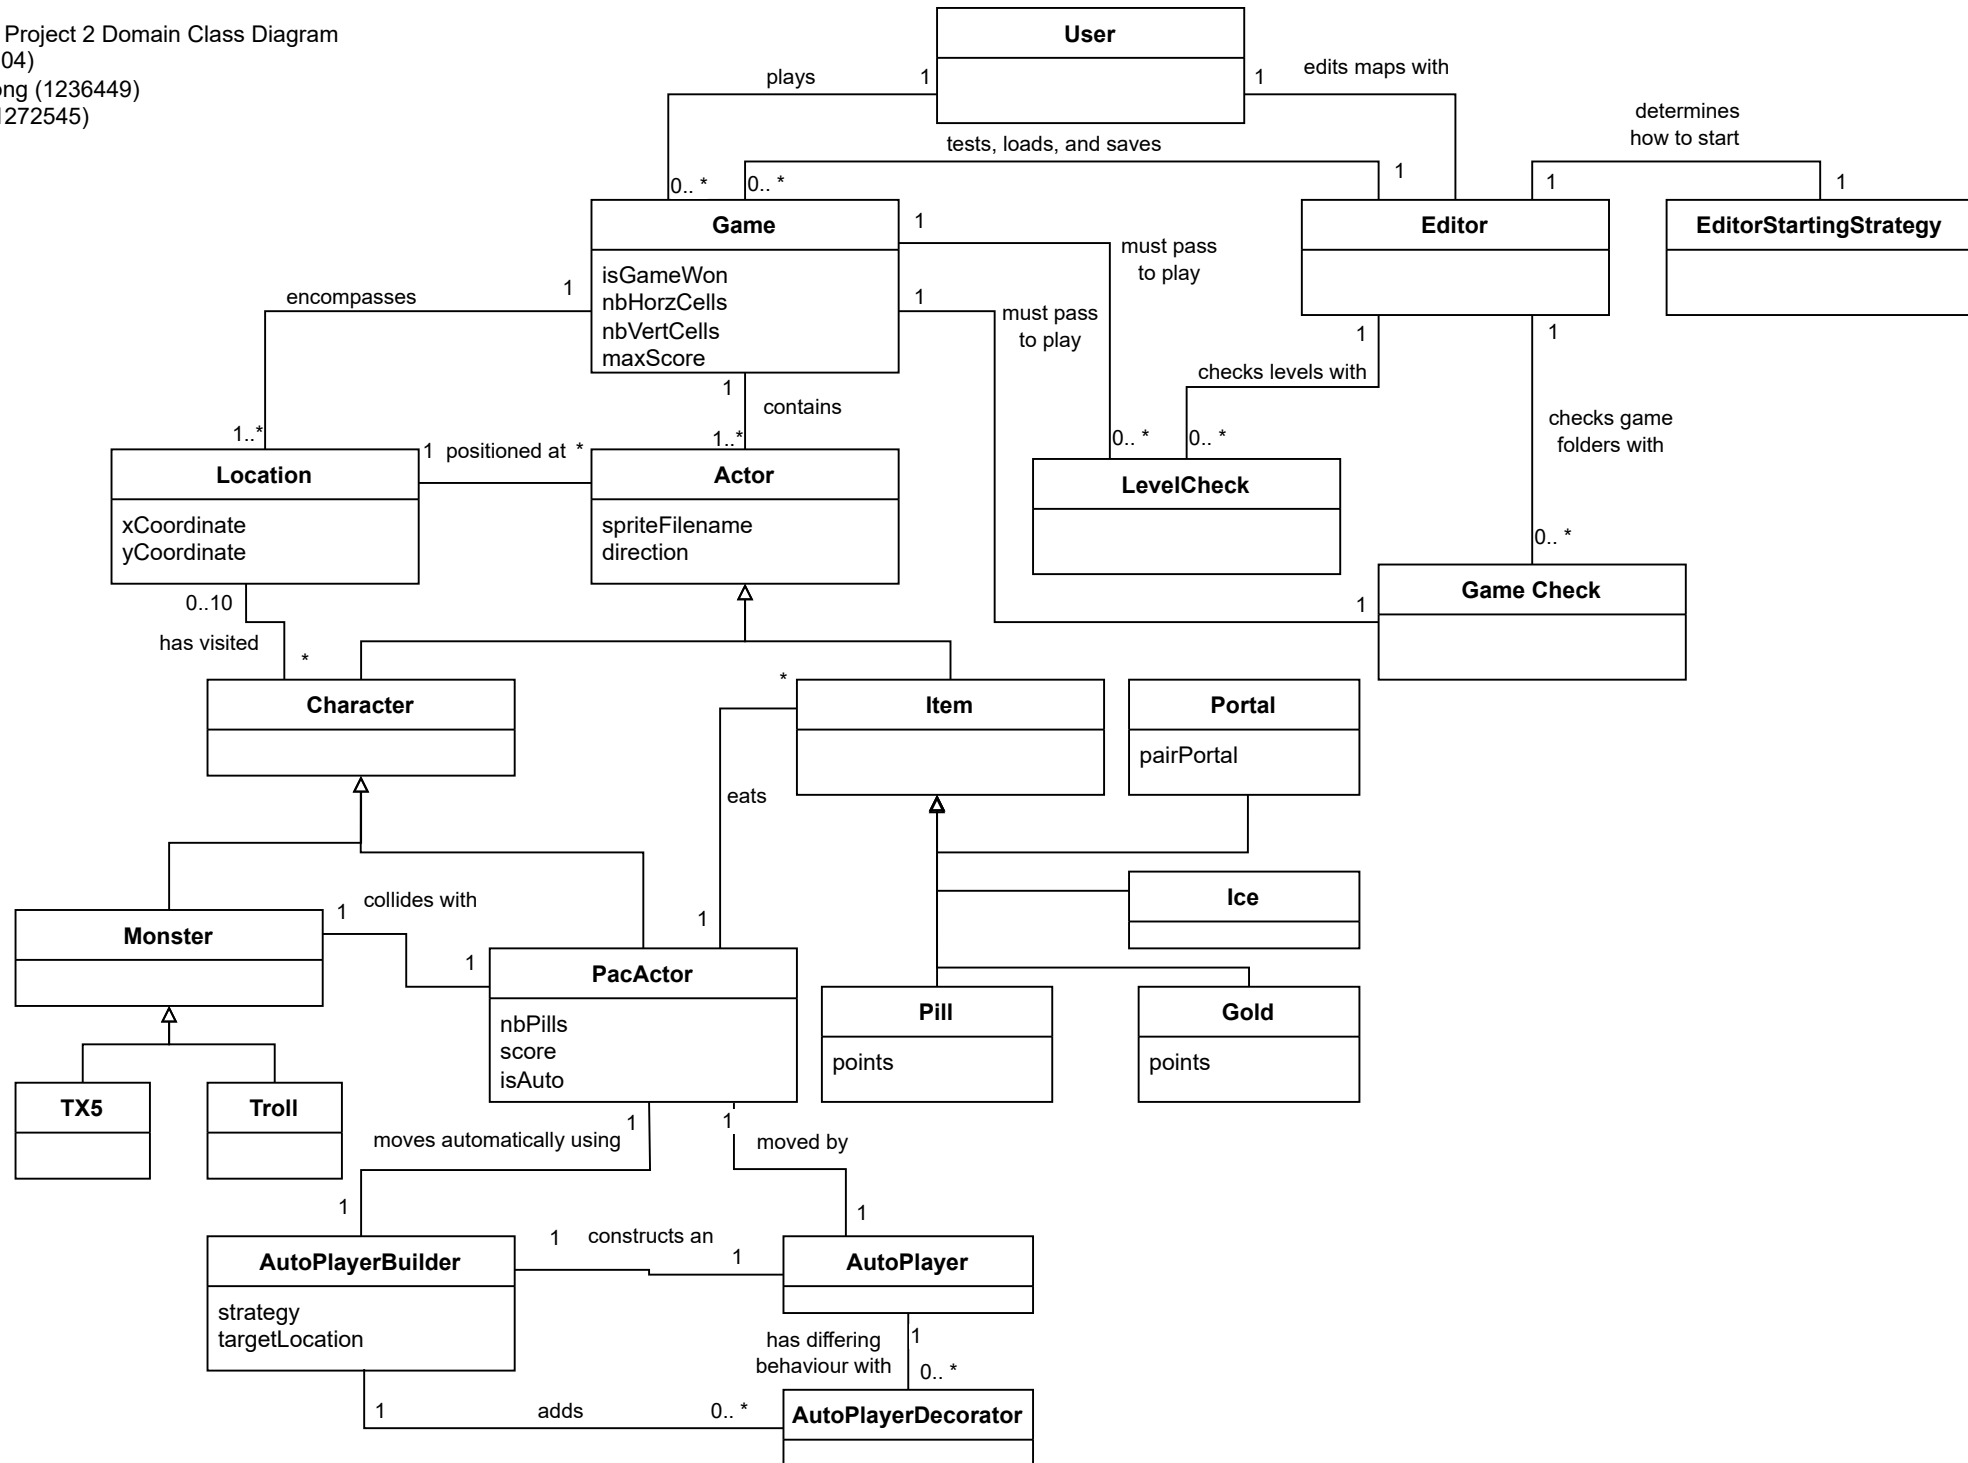 Project 2 Domain Class Diagram
04)
ng (1236449)
1272545)
User
plays
1
1
edits maps with
determines
how to start
tests, loads, and saves
0.. *
0.. *
1
1
1
Game
isGameWon
nbHorzCells
nbVertCells
maxScore
1
must pass
to play
Editor
EditorStartingStrategy
encompasses
1
1
must pass
to play
1
1
checks levels with
1
contains
checks game
folders with
1..*
1..*
1 positioned at *
0.. *
0.. *
Location
xCoordinate
yCoordinate
Actor
spriteFilename
direction
LevelCheck
0.. *
Game Check
1
0..10
has visited
*
*
Character
Item
Portal
pairPortal
eats
1
collides with
1
1
Monster
PacActor
nbPills
score
isAuto
Ice
Pill
points
Gold
points
TX5
Troll
moves automatically using
1
1
moved by
1
1
AutoPlayerBuilder
strategy
targetLocation
1
constructs an
1
AutoPlayer
has differing
behaviour with
1
0.. *
1
adds
0.. *
AutoPlayerDecorator